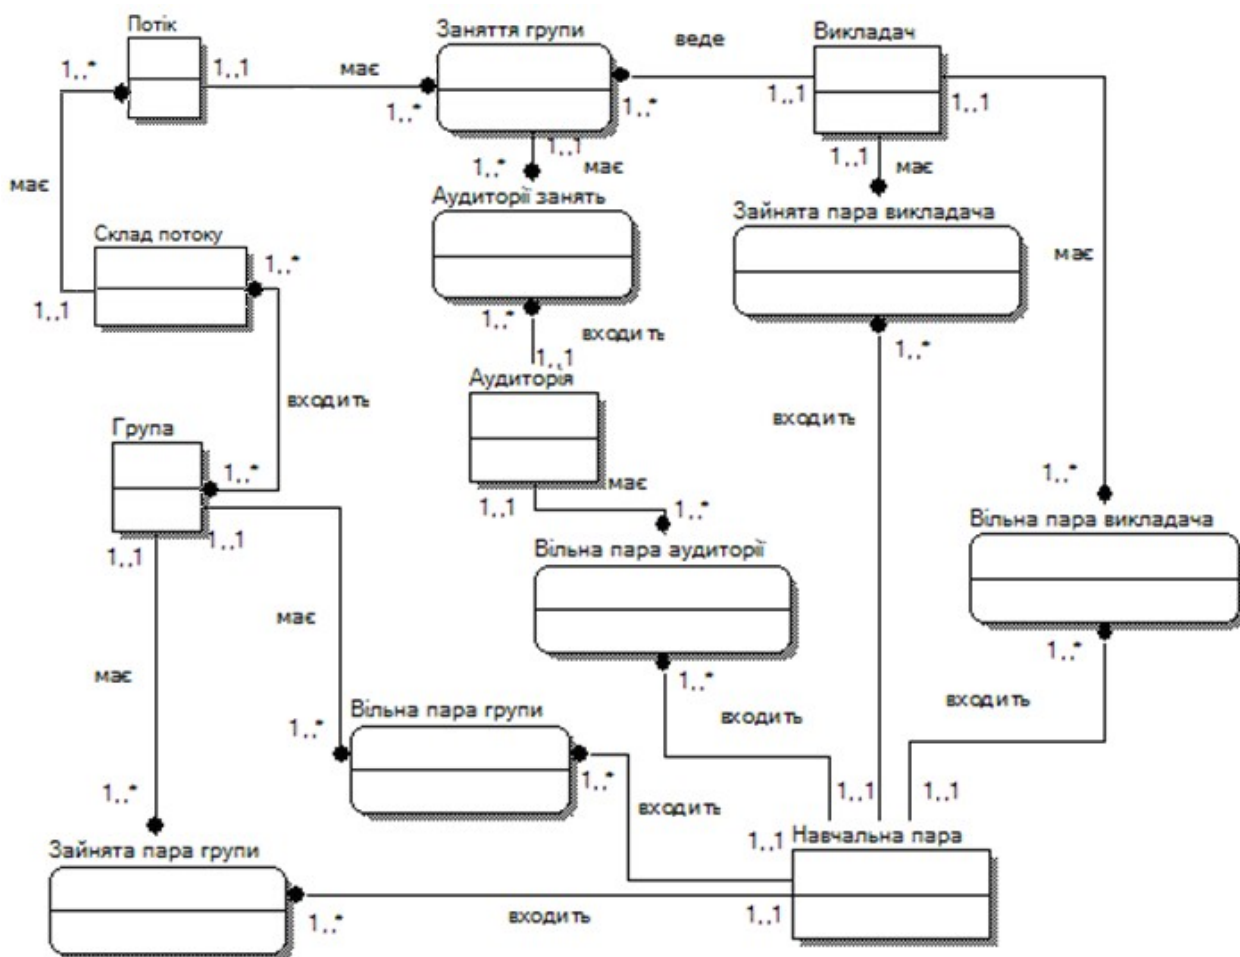 Потік
Заняття групи
Викладач
1..*
1..1
має
1..*
веде
1..*
1..1
1..1
1..1
має
1..*
1..1
має
має
Аудиторії занять
Зайнята пара викладача
Склад потоку
1..*
1..1
має
1..*
входить
1..1
1..*
Аудиторія
входить
входить
Група
1..*
має
1..*
1..1
1..*
1..1
1..1
Вільна пара викладача
Вільна пара аудиторії
має
1..*
має
1..*
входить
входить
Вільна пара групи
1..*
1..*
1..*
1..1
1..1
входить
Навчальна пара
1..1
Зайнята пара групи
1..*
входить
1..1